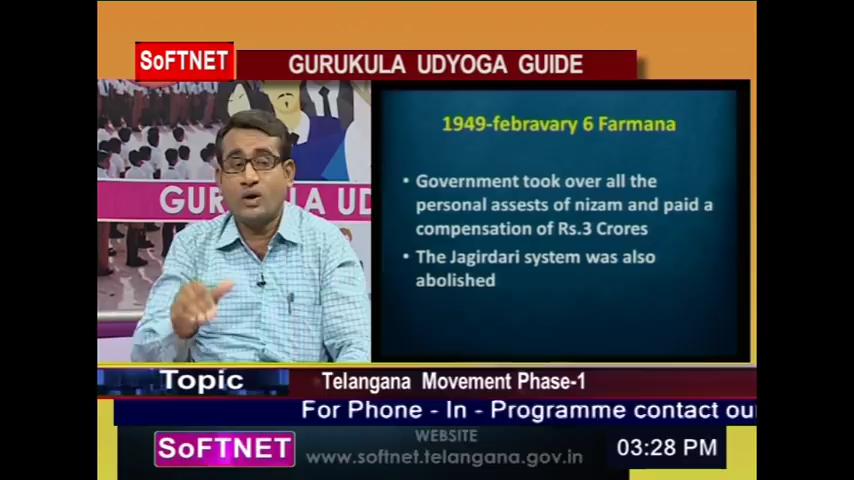 SoFTNET
GURUKULA UDYOGA GUIDE
GURUKULA UD
1949-febravary 6 Farmana
• Government took over all the
personal assests of nizam and paid a
compensation of Rs.3 Crores
• The Jagirdari system was also
abolished
Topic
Telangana Movement Phase-1
For Phone - In - Programme contact ou
SoFTNET
WEBSITE
www.softnet.telangana.gov.in
03:28 PM